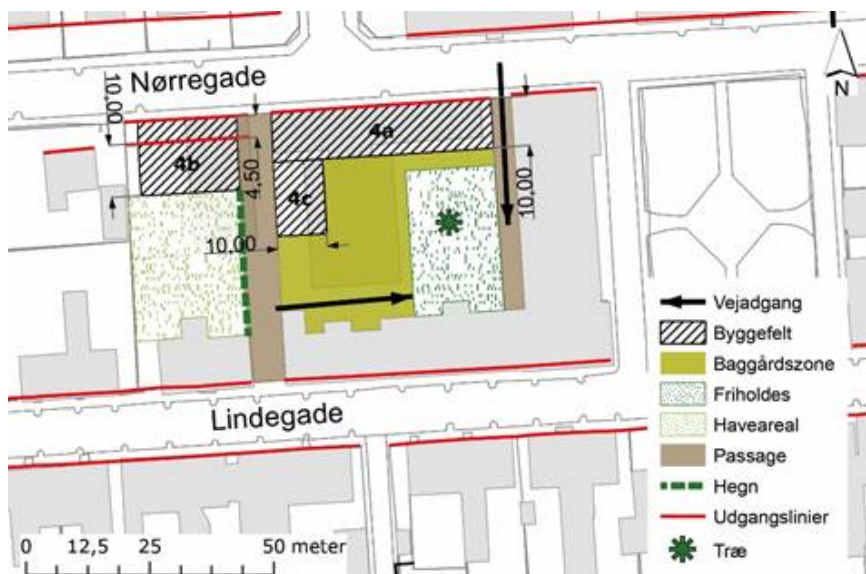 Nørregade
10,00
4a
4b
4,50
4c
10,00
10,00
N
Lindegade
Vejadgang
Byggefelt
Baggårdszone
Friholdes
Haveareal
Passage
Hegn
Udgangslinier
Træ
0 12,5 25 50 meter